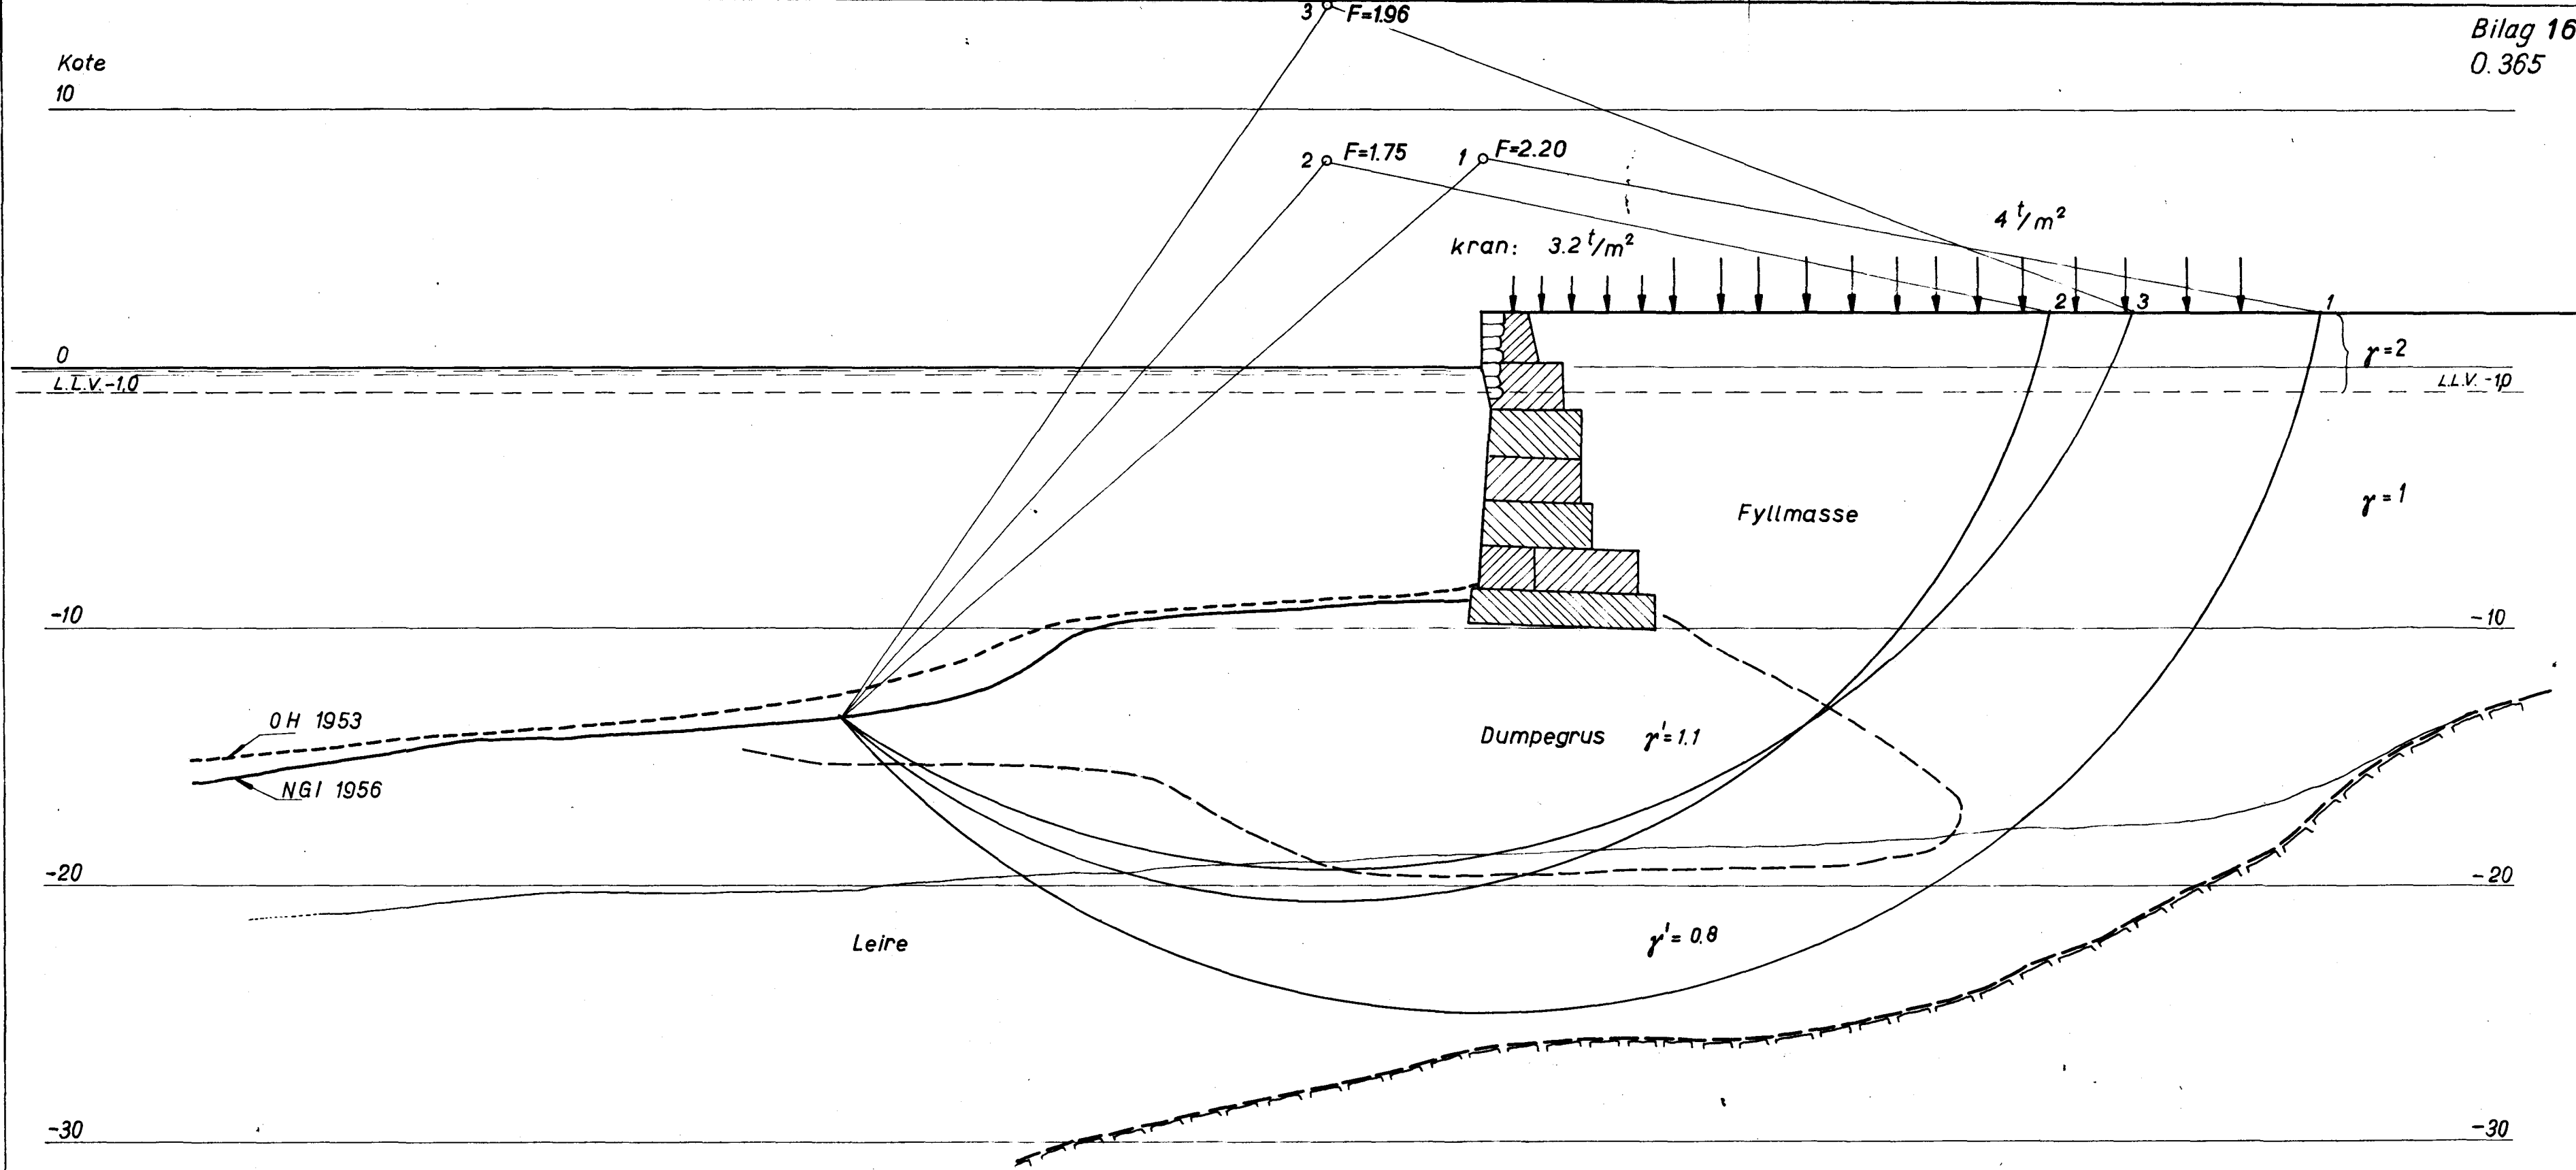 3 F=1.96
Bilag 16
0.365
Kote
10
2 F=1.75
1 F=2.20
4 t/m²
kran: 3.2 t/m²
2
3
1
0
γ=2
L.L.V.-1,0
L.L.V. -1,0
γ=1
Fyllmasse
-10
-10
OH 1953
Dumpegrus γ'=1.1
NGI 1956
-20
-20
Leire
γ'=0.8
-30
-30